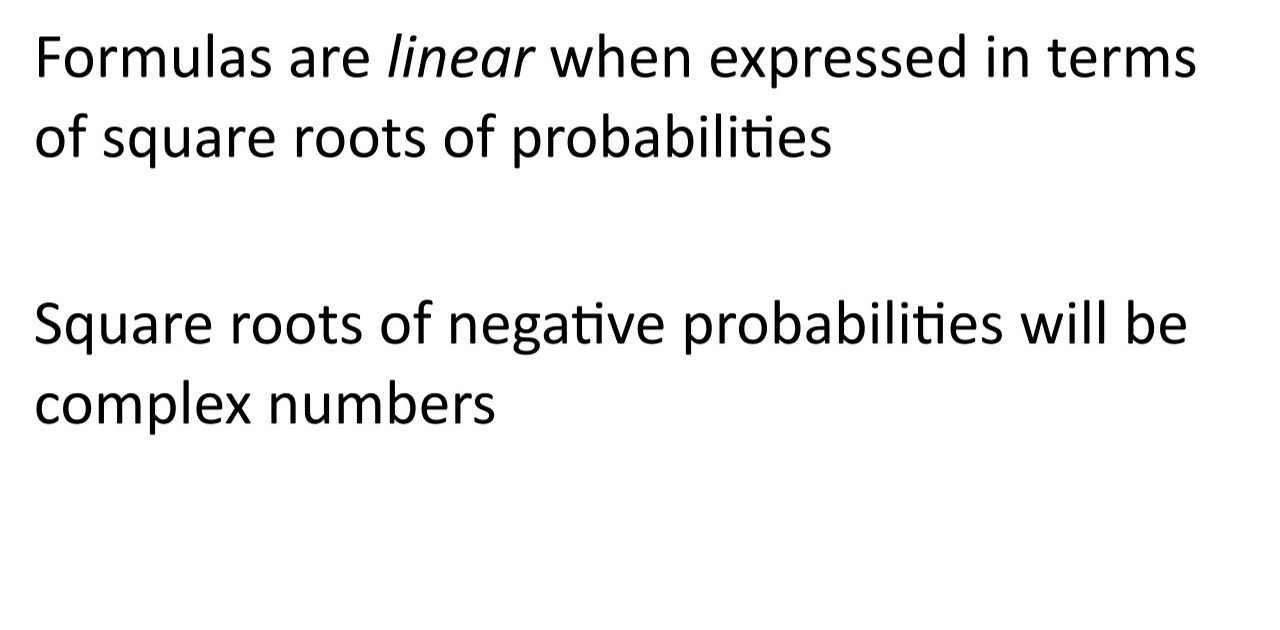 Formulas are linear when expressed in terms
of square roots of probabilities
Square roots of negative probabilities will be
complex numbers